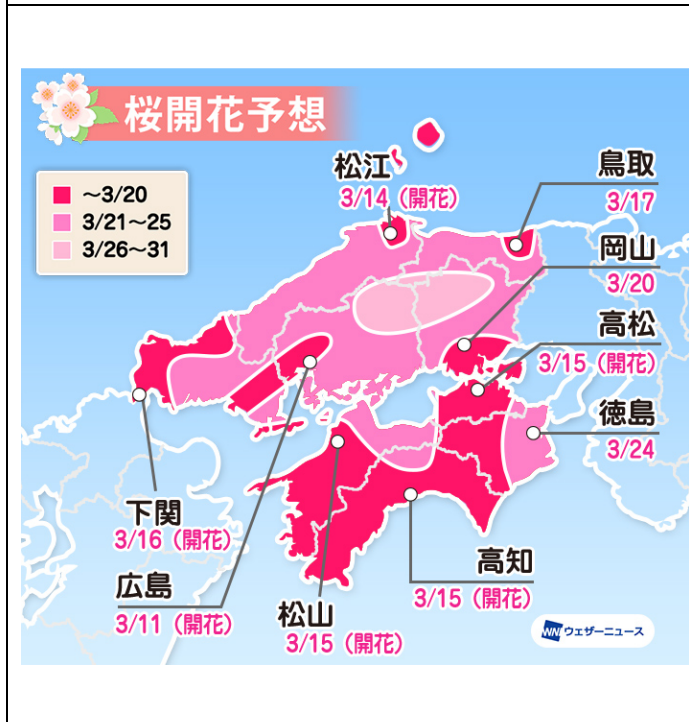 桜開花予想
～3/20
3/21～25
3/26～31
松江
3/14（開花）
鳥取
3/17
岡山
3/20
高松
3/15（開花）
徳島
3/24
下関
3/16（開花）
広島
3/11（開花）
松山
3/15（開花）
高知
3/15（開花）
WN ウェザーニュース